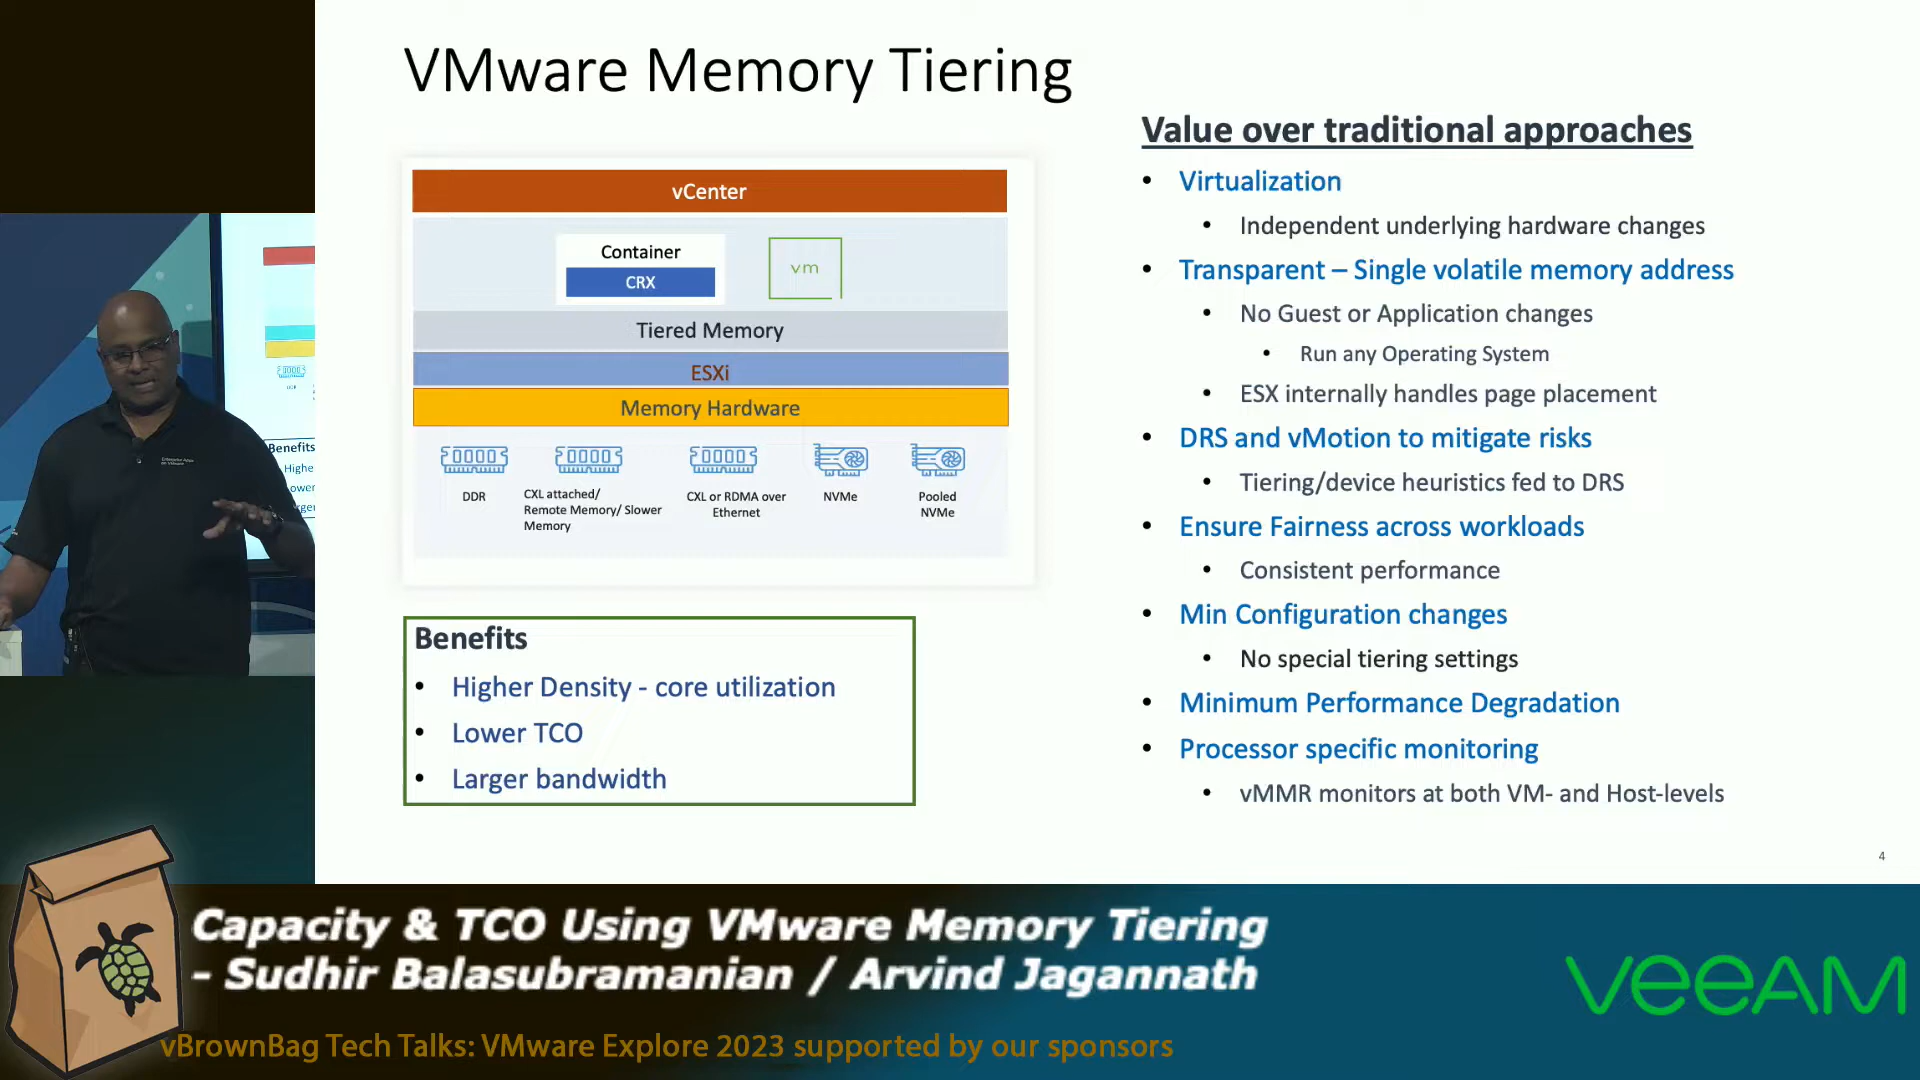 VMware Memory Tiering
vCenter
Container
CRX
vm
Tiered Memory
ESXi
Memory Hardware
DDR
CXL attached/
Remote Memory/ Slower
Memory
CXL or RDMA over
Ethernet
NVMe
Pooled
NVMe
Benefits
• Higher Density - core utilization
• Lower TCO
• Larger bandwidth
Value over traditional approaches
• Virtualization
• Independent underlying hardware changes
• Transparent – Single volatile memory address
• No Guest or Application changes
• Run any Operating System
• ESX internally handles page placement
• DRS and vMotion to mitigate risks
• Tiering/device heuristics fed to DRS
• Ensure Fairness across workloads
• Consistent performance
• Min Configuration changes
• No special tiering settings
• Minimum Performance Degradation
• Processor specific monitoring
• vMMR monitors at both VM- and Host-levels
4
Benefits
Highe
Capacity & TCO Using VMware Memory Tiering
- Sudhir Balasubramanian / Arvind Jagannath
vBrownBag Tech Talks: VMware Explore 2023 supported by our sponsors
veeAM